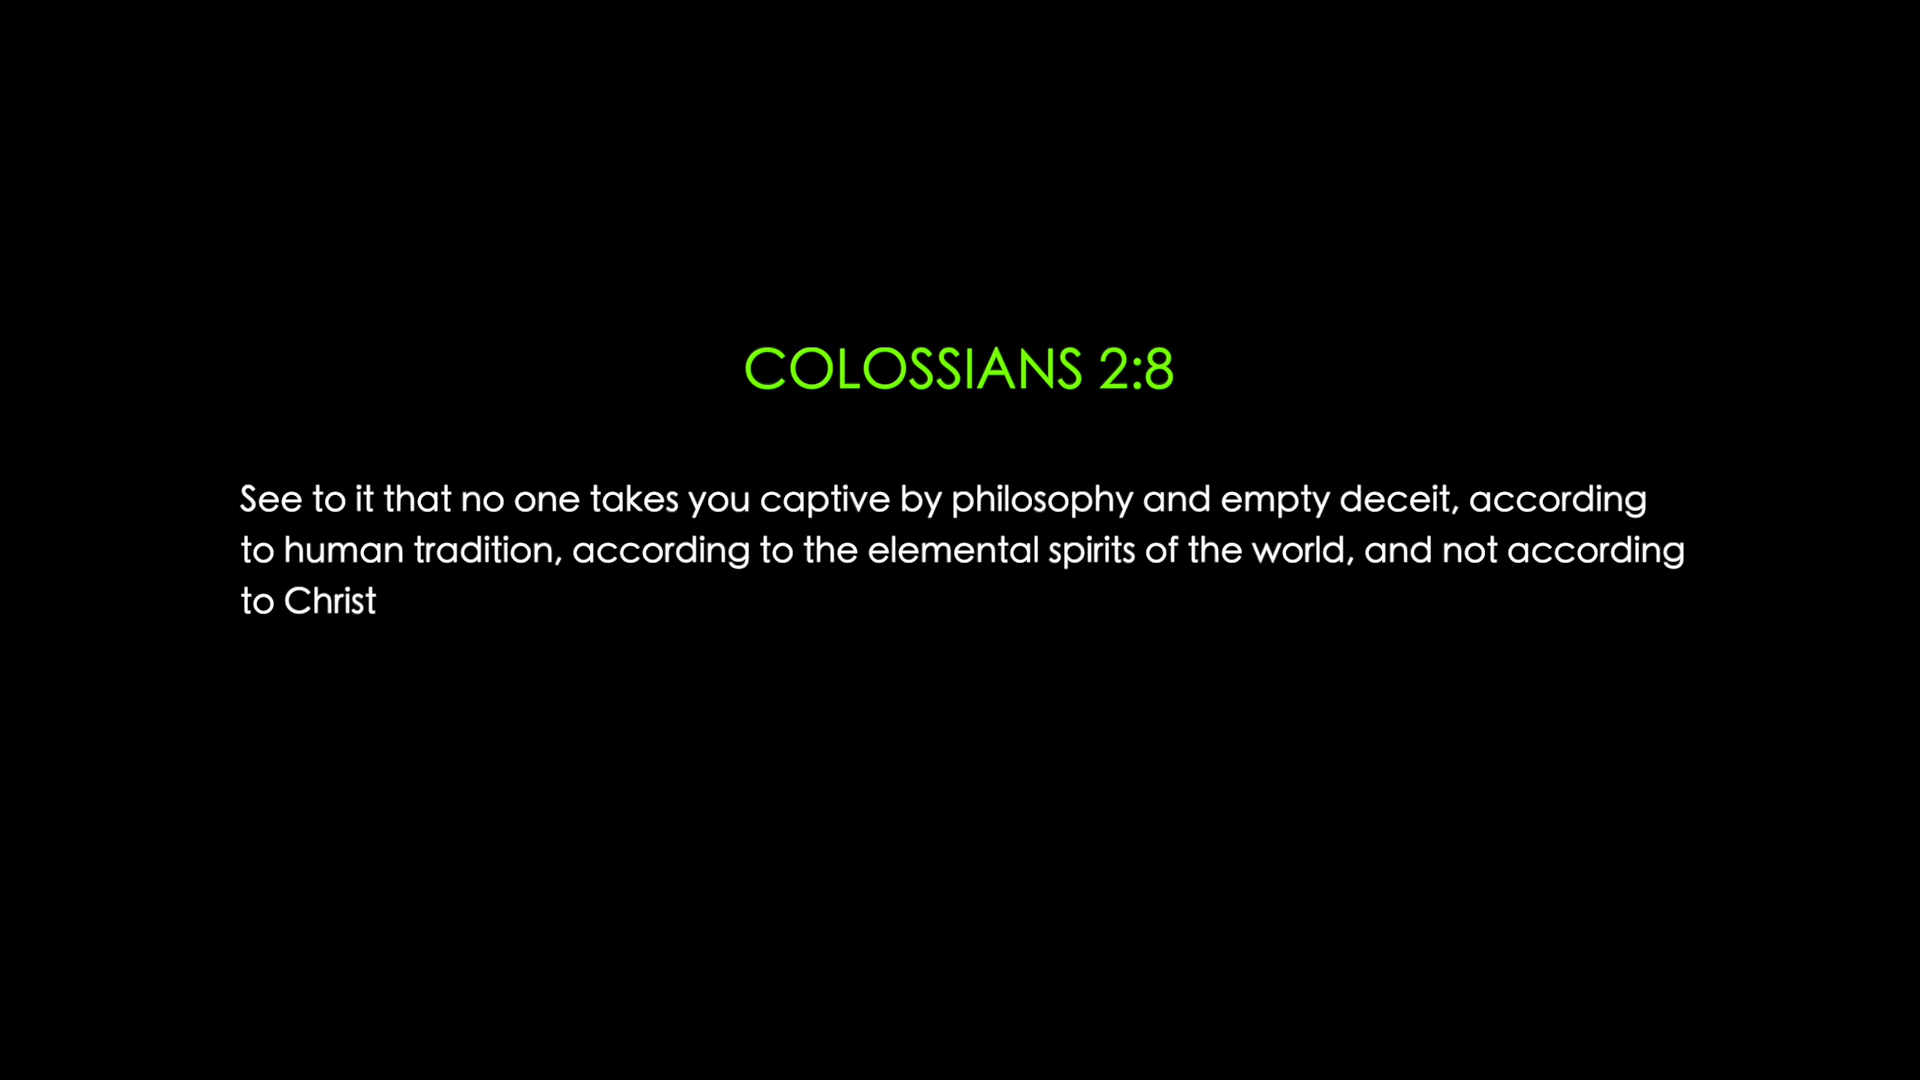 COLOSSIANS 2:8
See to it that no one takes you captive by philosophy and empty deceit, according
to human tradition, according to the elemental spirits of the world, and not according
to Christ